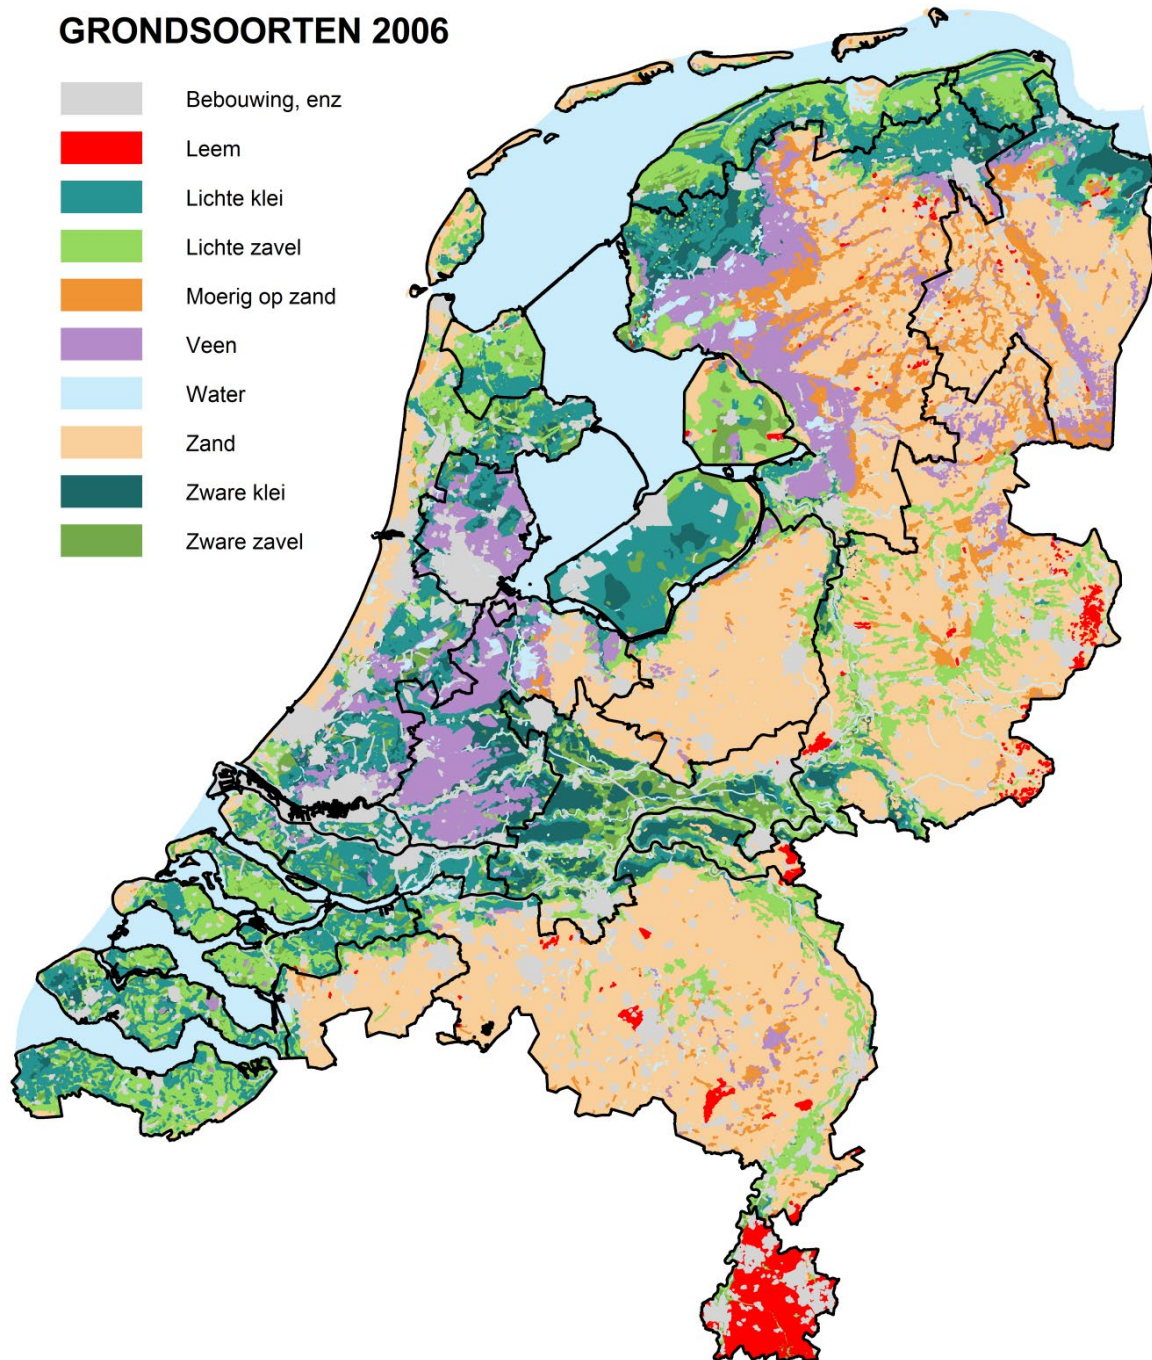 GRONDSOORTEN 2006
Bebouwing, enz
Leem
Lichte klei
Lichte zavel
Moerig op zand
Veen
Water
Zand
Zware klei
Zware zavel